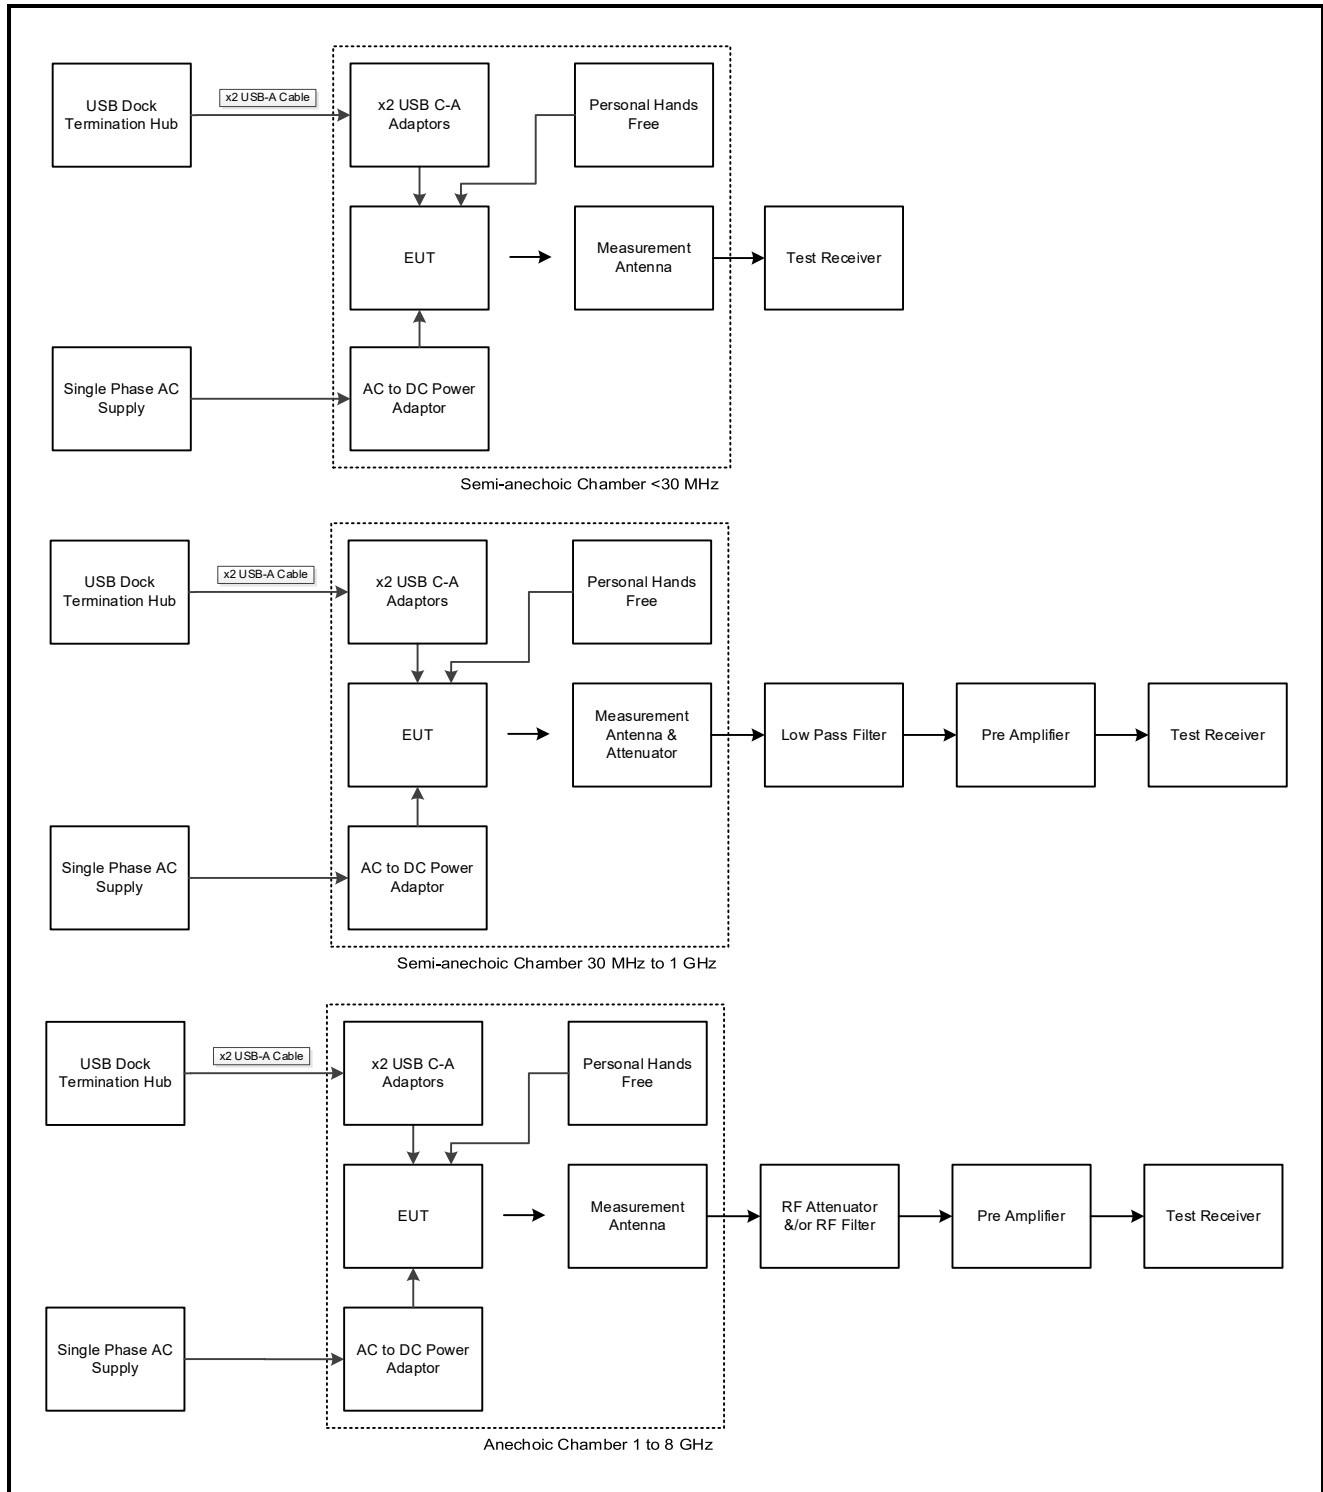 USB Dock
Termination Hub
x2 USB-A Cable
x2 USB C-A
Adaptors
Personal Hands
Free
EUT
Measurement
Antenna
Test Receiver
Single Phase AC
Supply
AC to DC Power
Adaptor
Semi-anechoic Chamber <30 MHz
USB Dock
Termination Hub
x2 USB-A Cable
x2 USB C-A
Adaptors
Personal Hands
Free
EUT
Measurement
Antenna &
Attenuator
Low Pass Filter
Pre Amplifier
Test Receiver
Single Phase AC
Supply
AC to DC Power
Adaptor
Semi-anechoic Chamber 30 MHz to 1 GHz
USB Dock
Termination Hub
x2 USB-A Cable
x2 USB C-A
Adaptors
Personal Hands
Free
EUT
Measurement
Antenna
RF Attenuator
&/or RF Filter
Pre Amplifier
Test Receiver
Single Phase AC
Supply
AC to DC Power
Adaptor
Anechoic Chamber 1 to 8 GHz